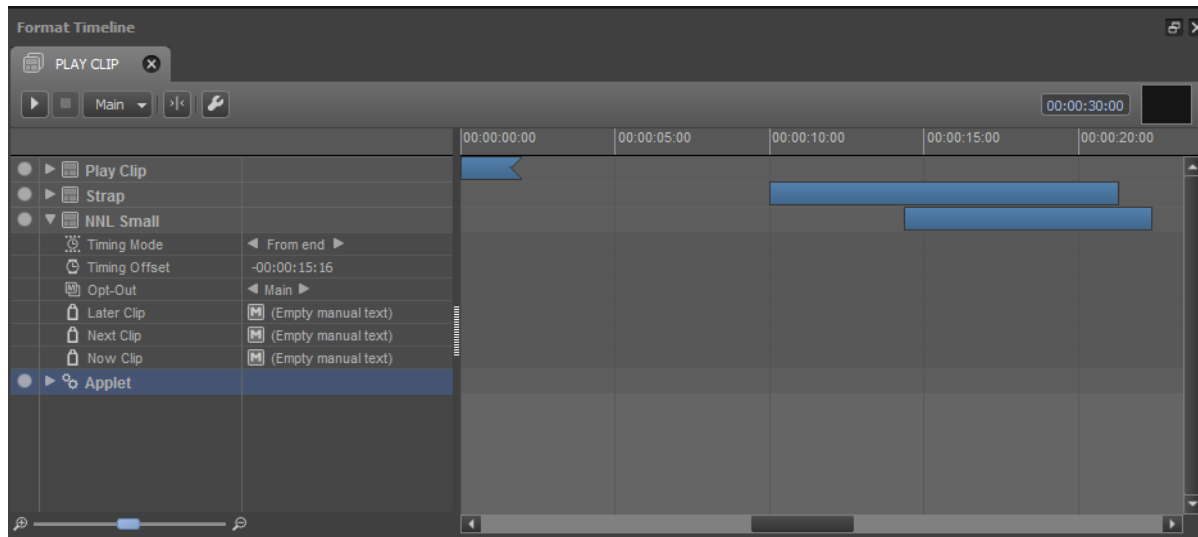 Format Timeline
PLAY CLIP
Main
00:00:30:00
00:00:00:00 00:00:05:00 00:00:10:00 00:00:15:00 00:00:20:00
Play Clip
Strap
NNL Small
Timing Mode From end
Timing Offset -00:00:15:16
Opt-Out Main
Later Clip M (Empty manual text)
Next Clip M (Empty manual text)
Now Clip M (Empty manual text)
Applet